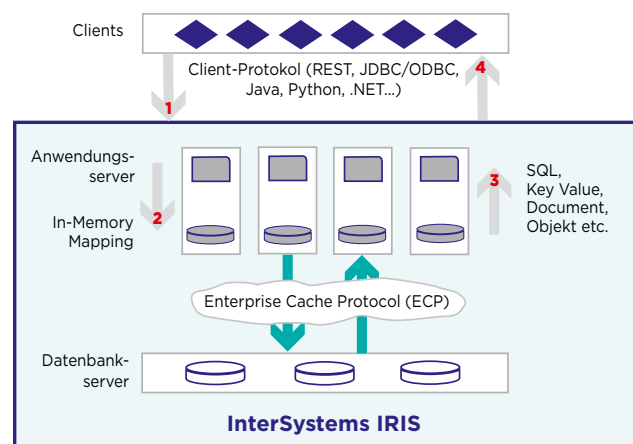 Clients
Client-Protokol (REST, JDBC/ODBC,
Java, Python, .NET...)
1
4
Anwendungs-
server
2
In-Memory
Mapping
3
SQL,
Key Value,
Document,
Objekt etc.
Enterprise Cache Protocol (ECP)
Datenbank-
server
InterSystems IRIS